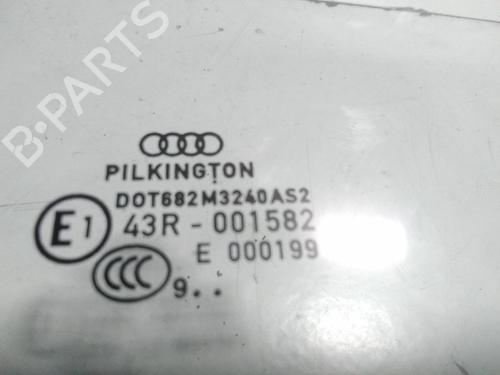 B-PARTS
PILKINGTON
DOT682M3240AS2
E1 43R - 001582
E 000199
CCC
9..